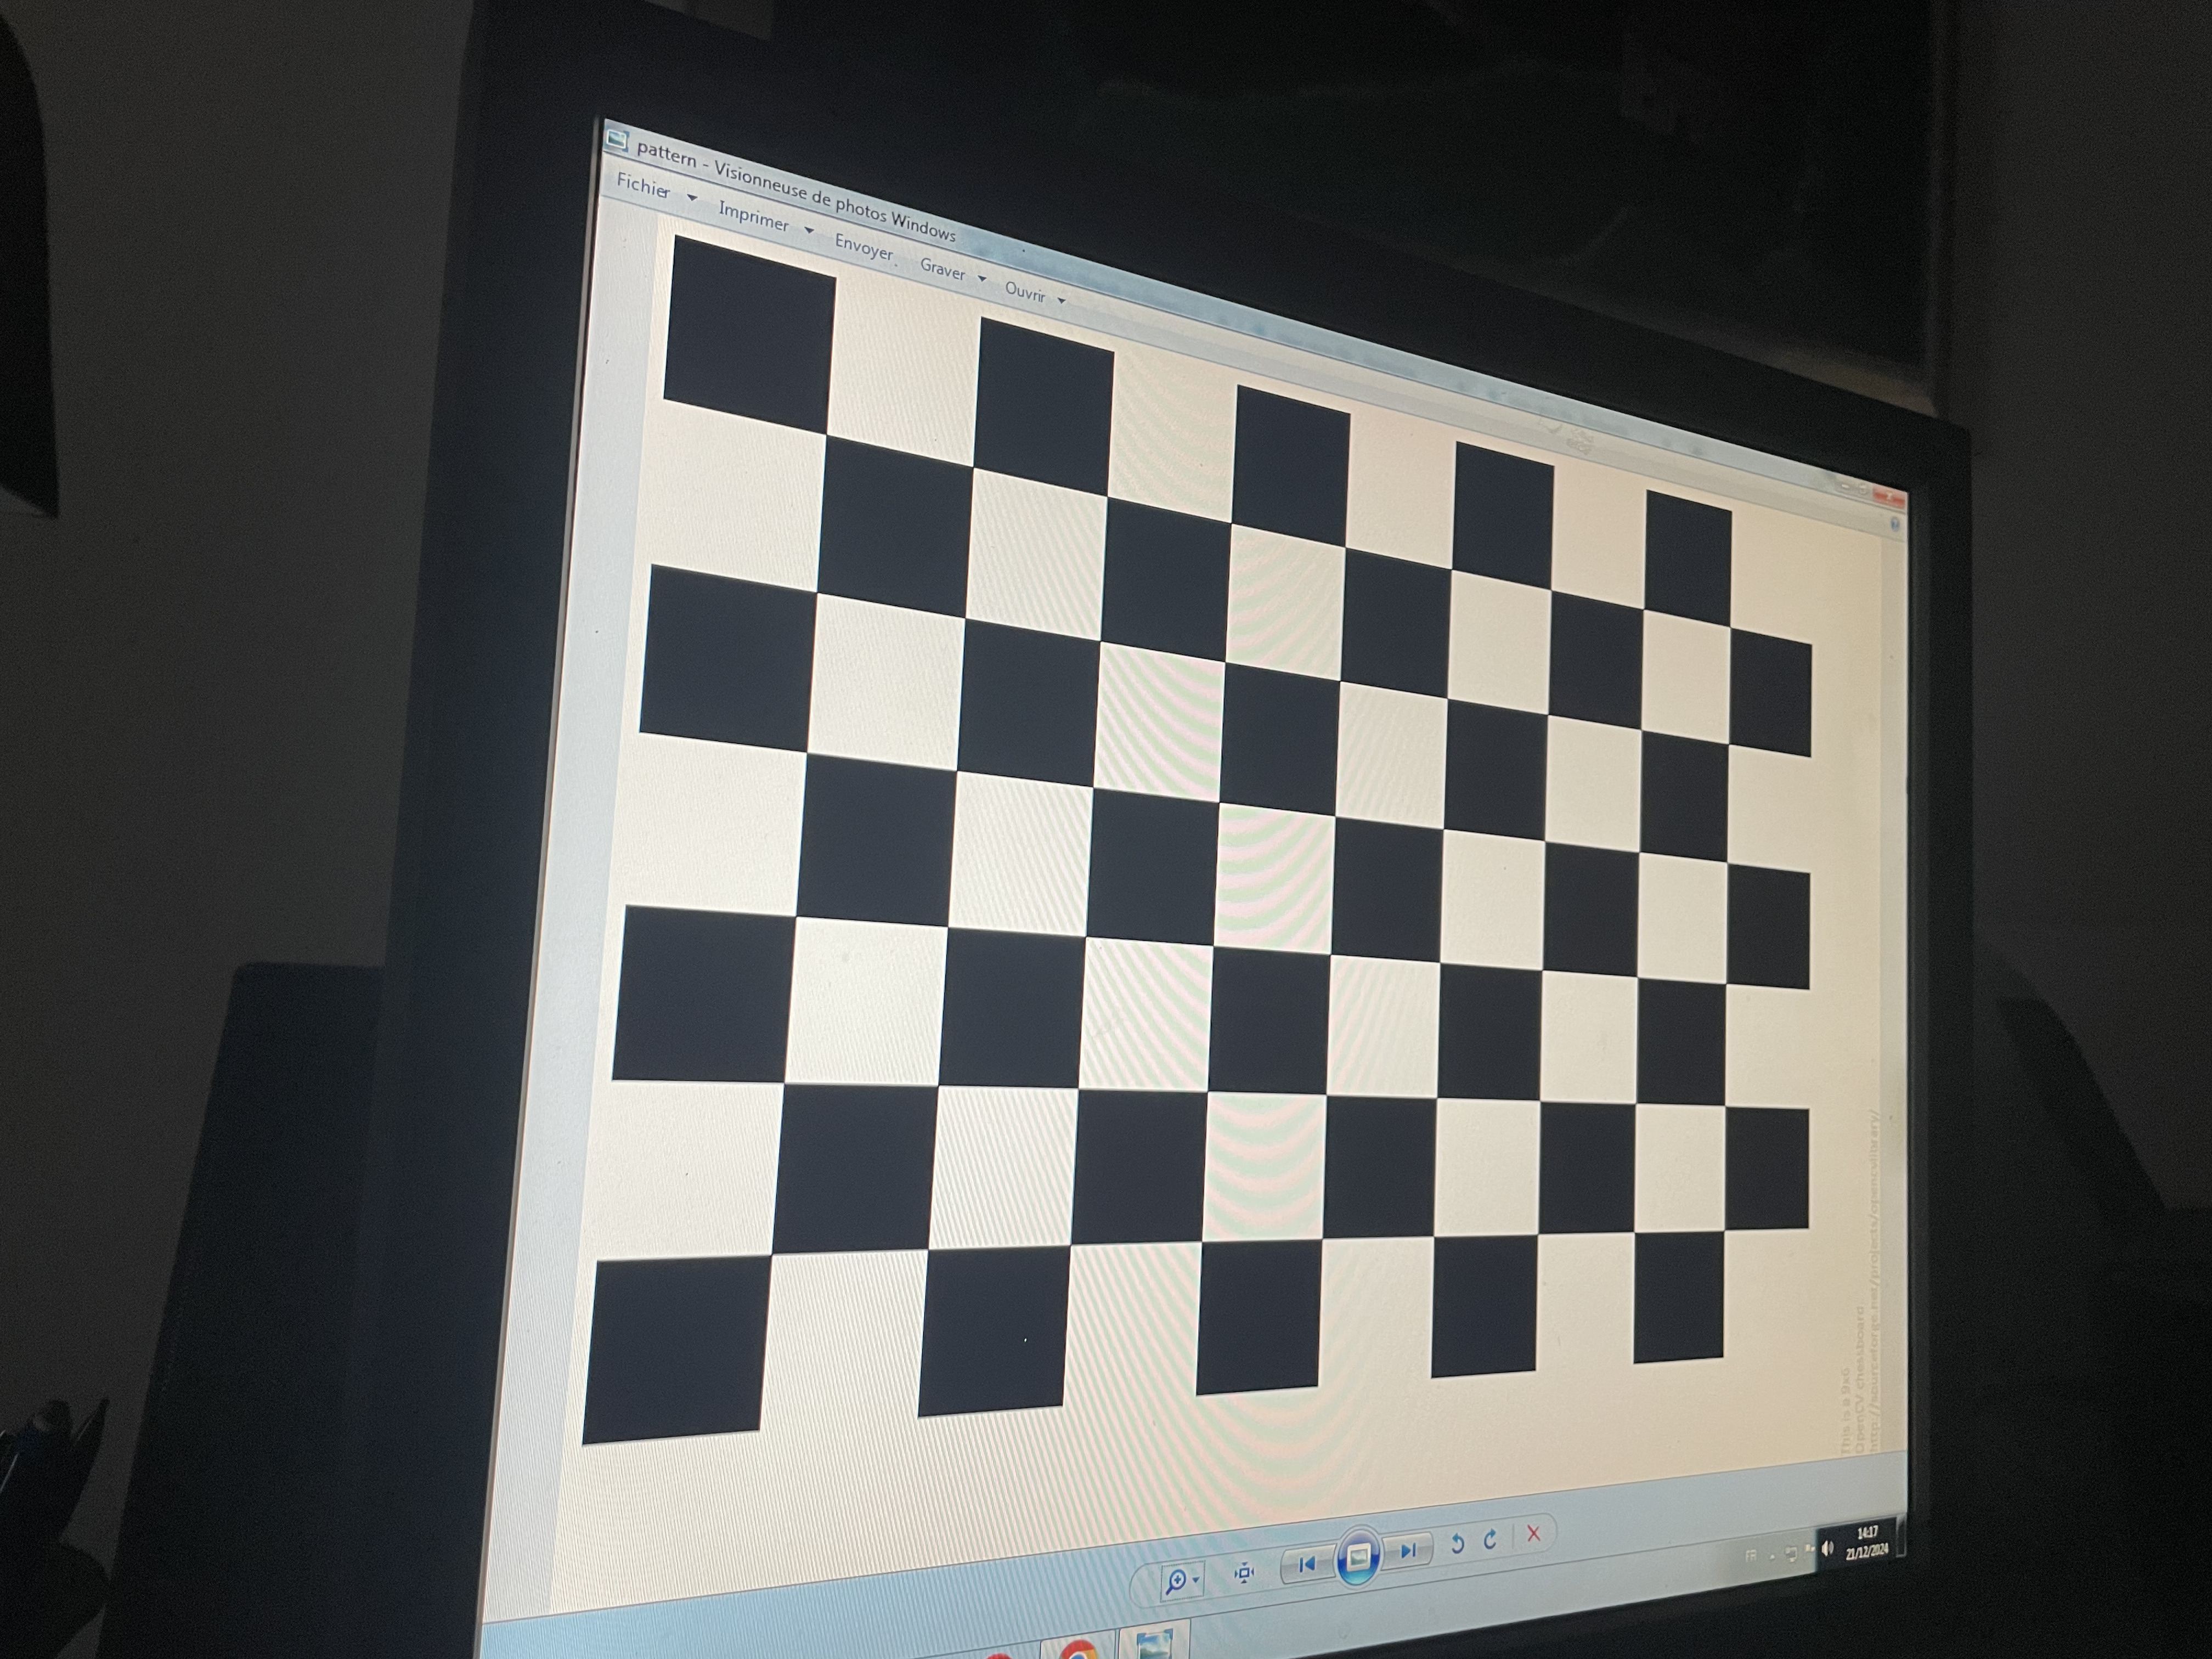 pattern - Visionneuse de photos Windows
Fichier Imprimer Envoyer Graver Ouvrir
This is a 9x6
OpenCV chessboard
http://sourceforge.net/projects/opencvlibrary/
FR
14:17
21/12/2024